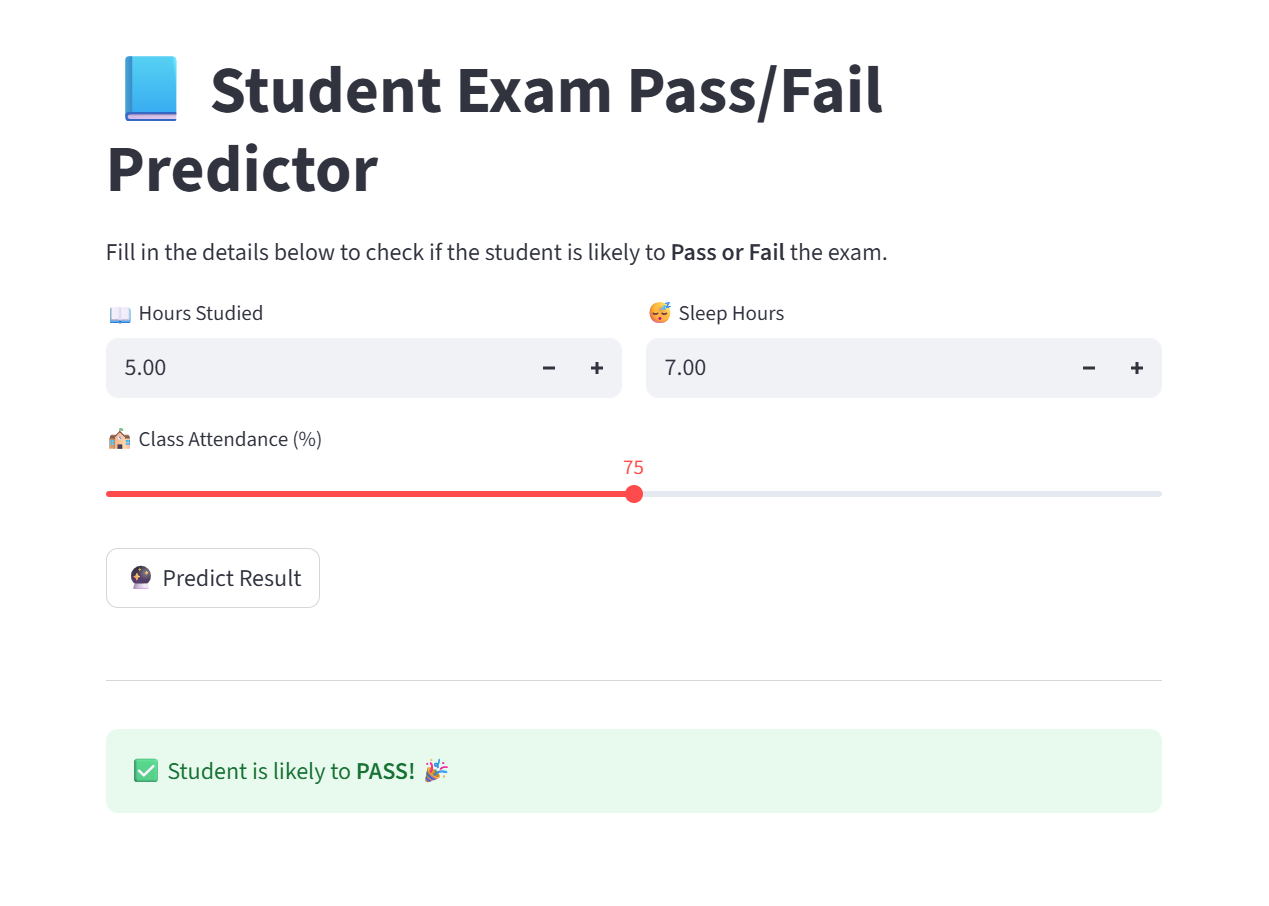 📘 Student Exam Pass/Fail
Predictor
Fill in the details below to check if the student is likely to Pass or Fail the exam.
📖 Hours Studied
😴 Sleep Hours
5.00
7.00
🏫 Class Attendance (%)
75
🔮 Predict Result
✅ Student is likely to PASS! 🎉